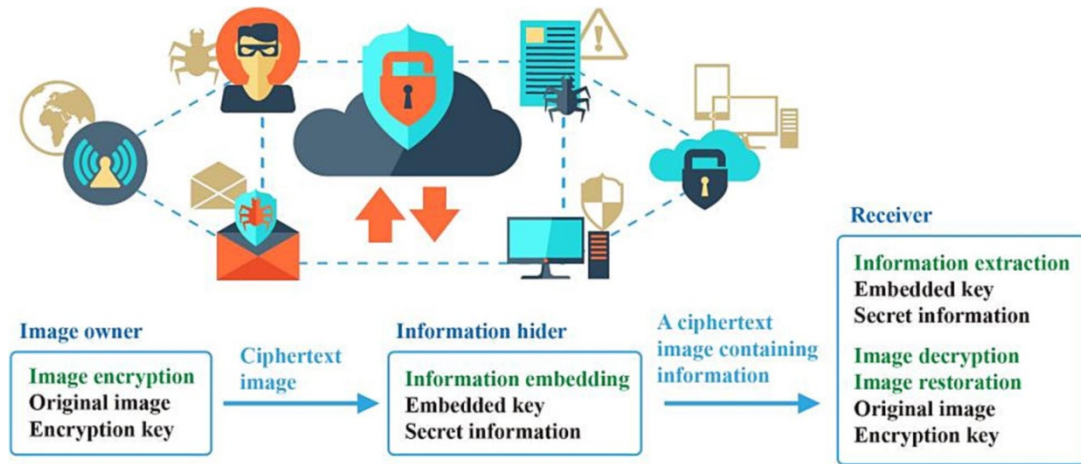 Image owner
Image encryption
Original image
Encryption key
Ciphertext
image
Information hider
Information embedding
Embedded key
Secret information
A ciphertext
image containing
information
Receiver
Information extraction
Embedded key
Secret information
Image decryption
Image restoration
Original image
Encryption key